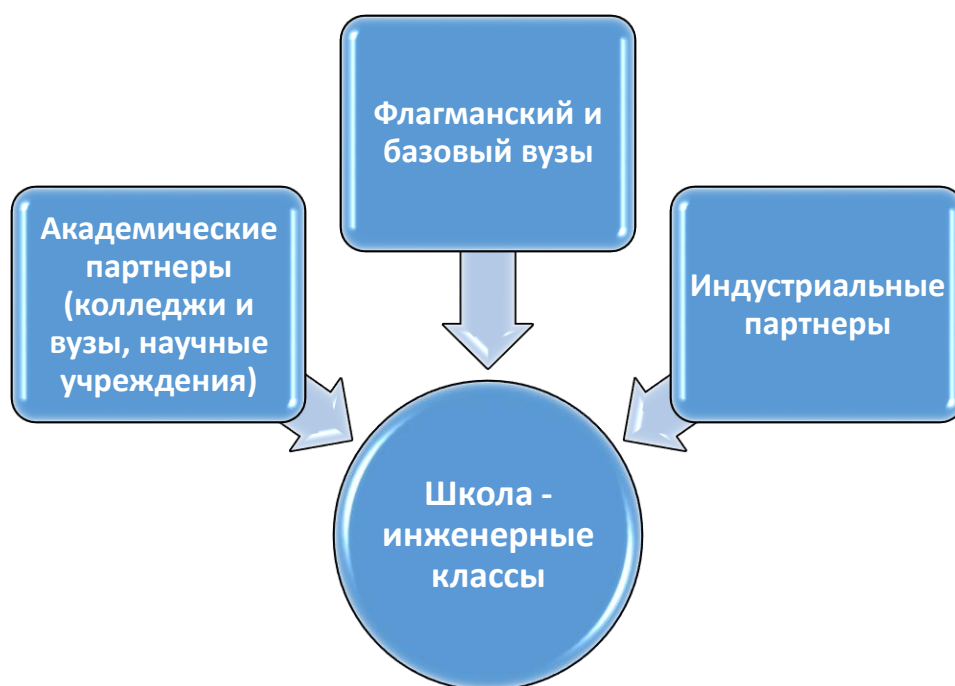 Флагманский и
базовый вузы
Академические
партнеры
(колледжи и
вузы, научные
учреждения)
Индустриальные
партнеры
Школа -
инженерные
классы